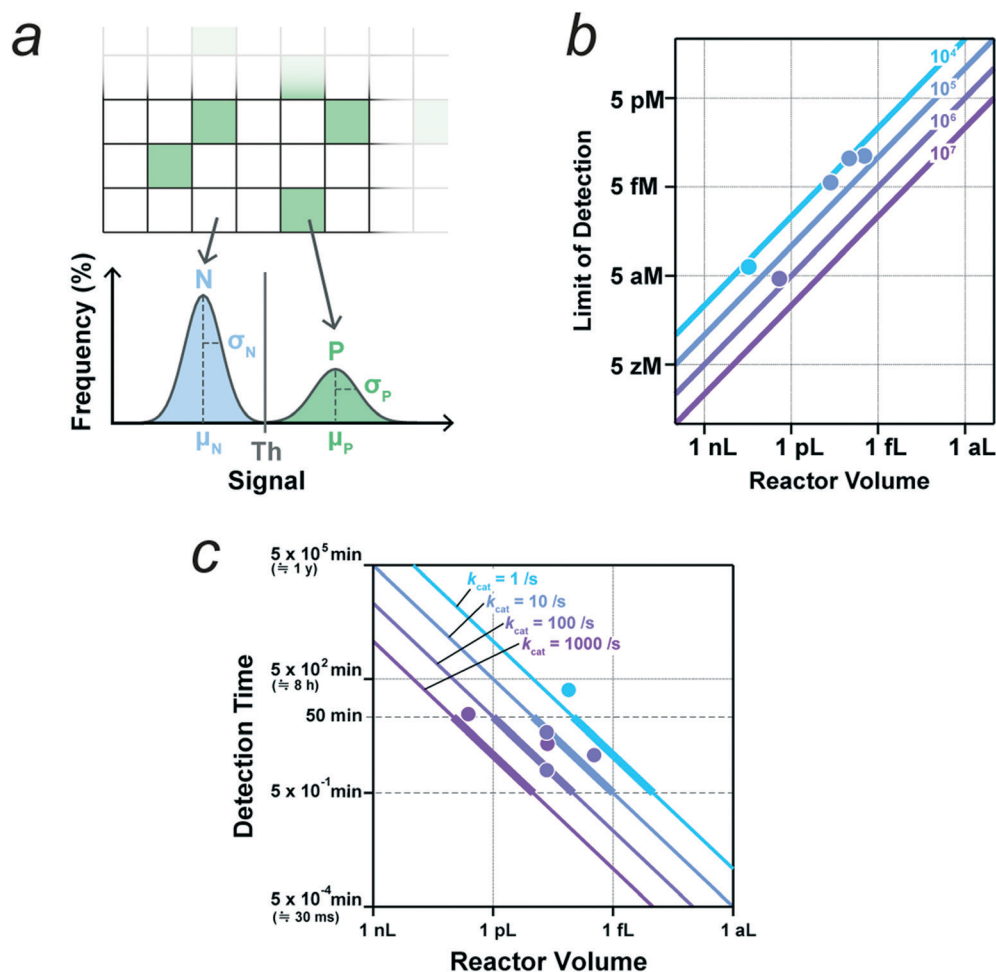 a
N
σN
P
σP
μN
Th
μP
Frequency (%)
Signal
b
10⁴
10⁵
10⁶
10⁷
5 pM
5 fM
5 aM
5 zM
Limit of Detection
1 nL
1 pL
1 fL
1 aL
Reactor Volume
c
5 x 10⁵ min
(≒ 1 y)
5 x 10² min
(≒ 8 h)
50 min
5 x 10⁻¹ min
5 x 10⁻⁴ min
(≒ 30 ms)
Detection Time
kcat = 1 /s
kcat = 10 /s
kcat = 100 /s
kcat = 1000 /s
1 nL
1 pL
1 fL
1 aL
Reactor Volume